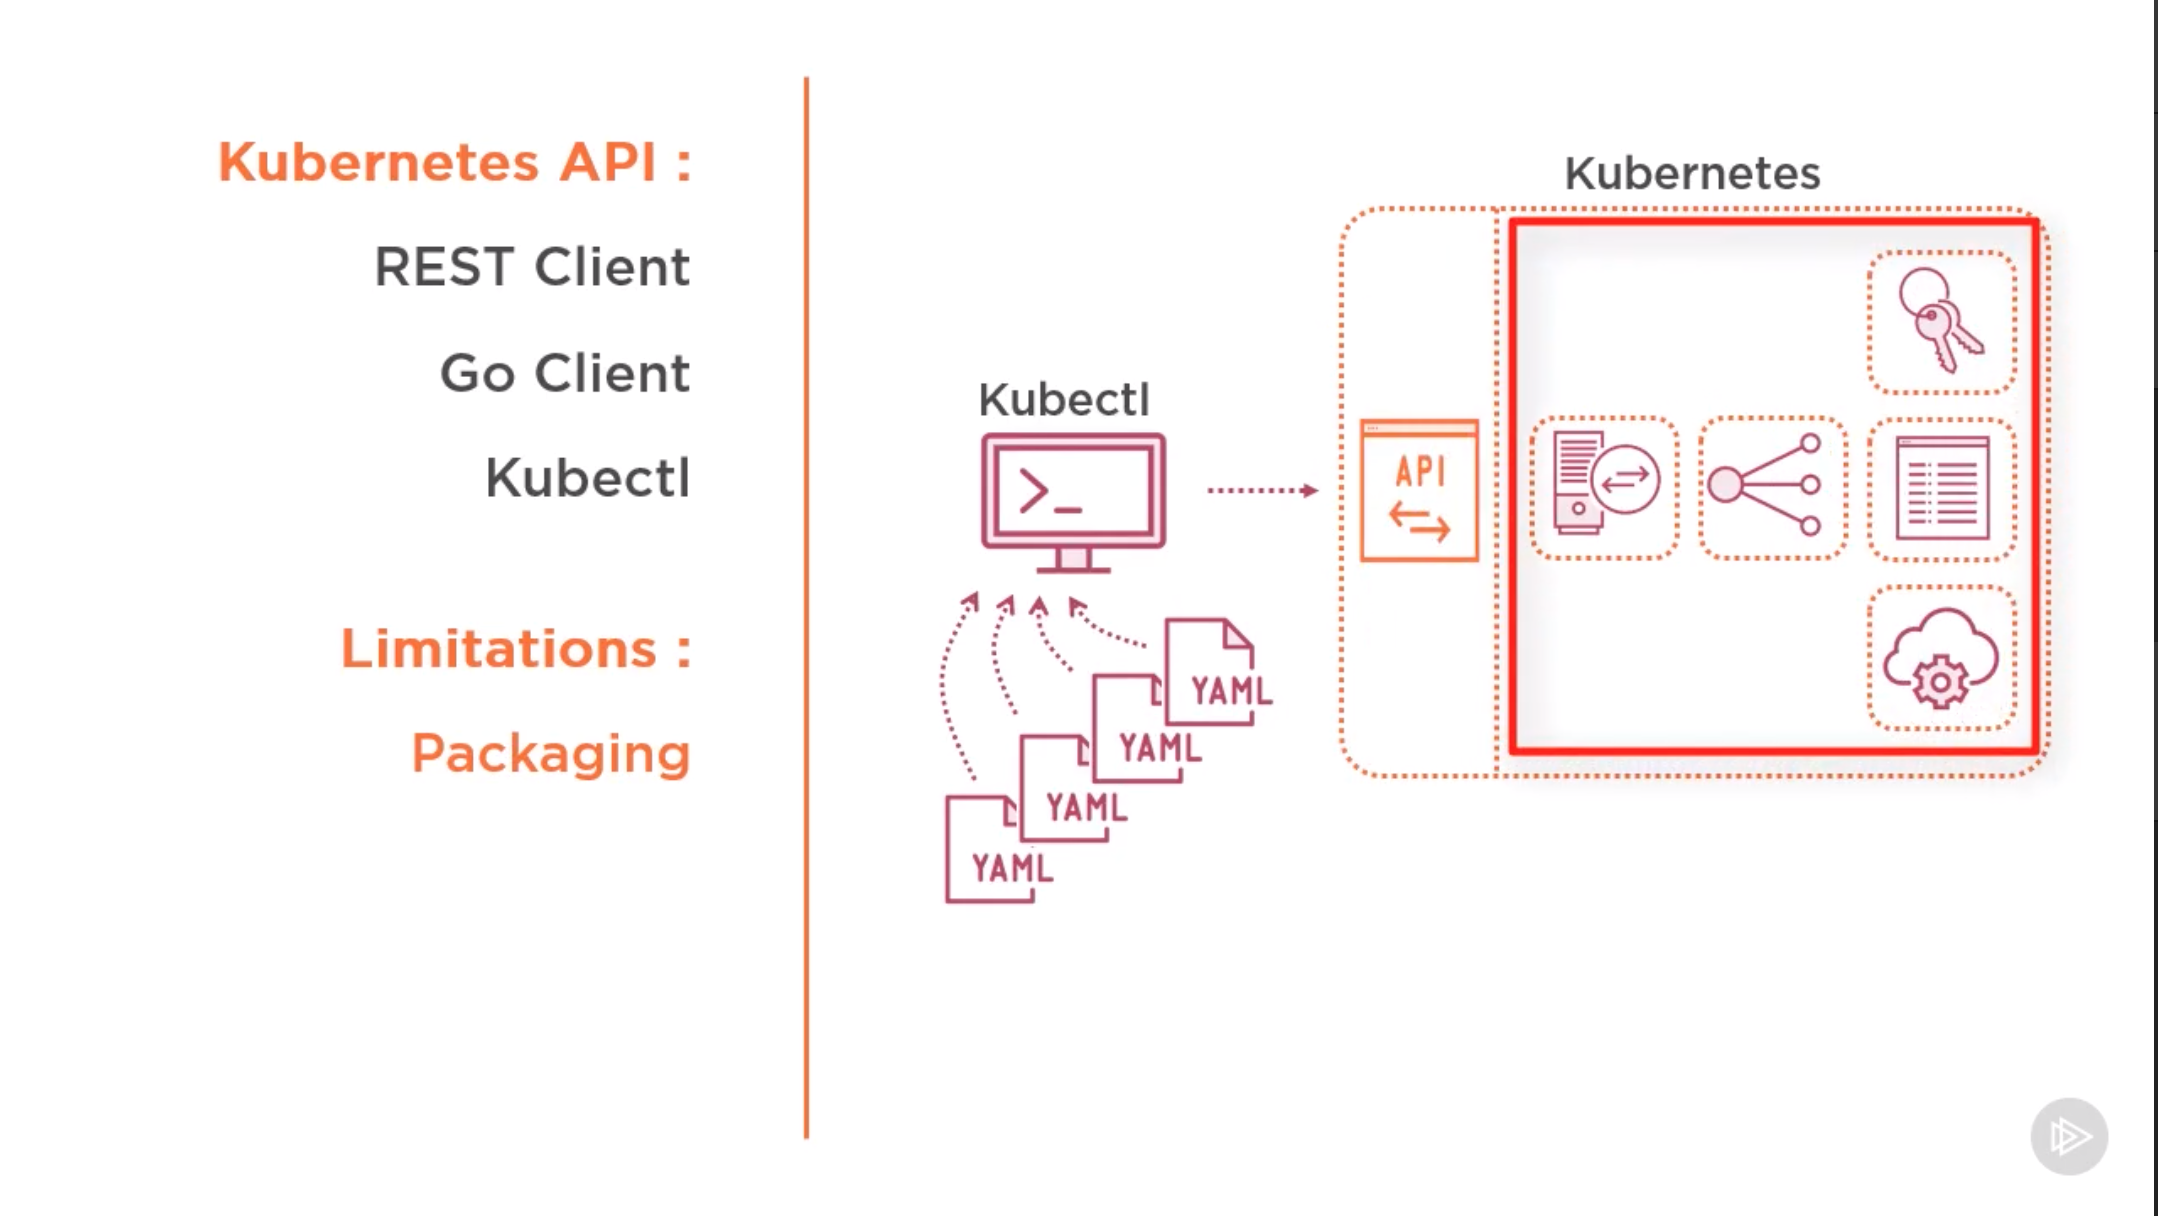 Kubernetes API :
REST Client
Go Client
Kubectl
Limitations :
Packaging
Kubernetes
Kubectl
>_
API
YAML
YAML
YAML
YAML